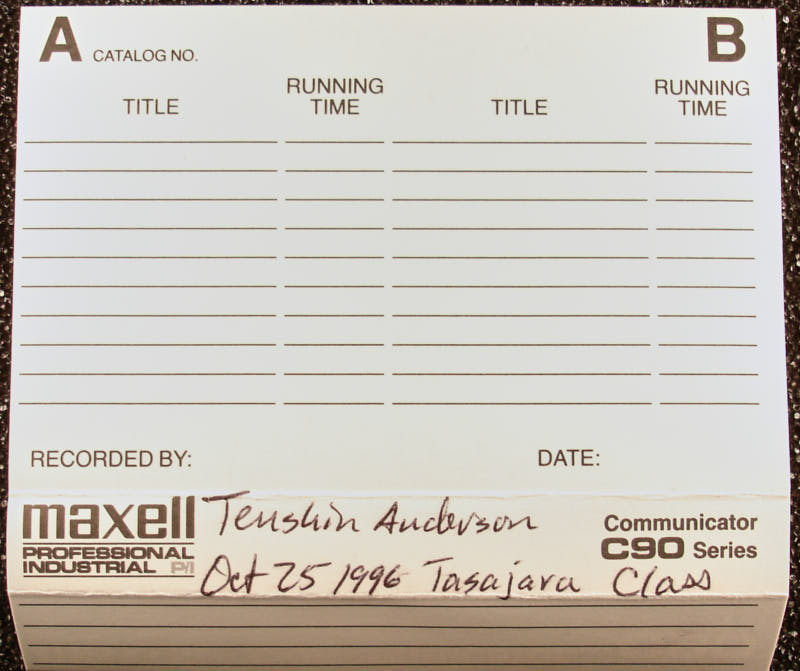 A CATALOG NO. B
TITLE RUNNING TIME TITLE RUNNING TIME
RECORDED BY: DATE:
maxell Tenshin Anderson Communicator
PROFESSIONAL INDUSTRIAL P/I C90 Series
Oct 25 1996 Tasajara Class